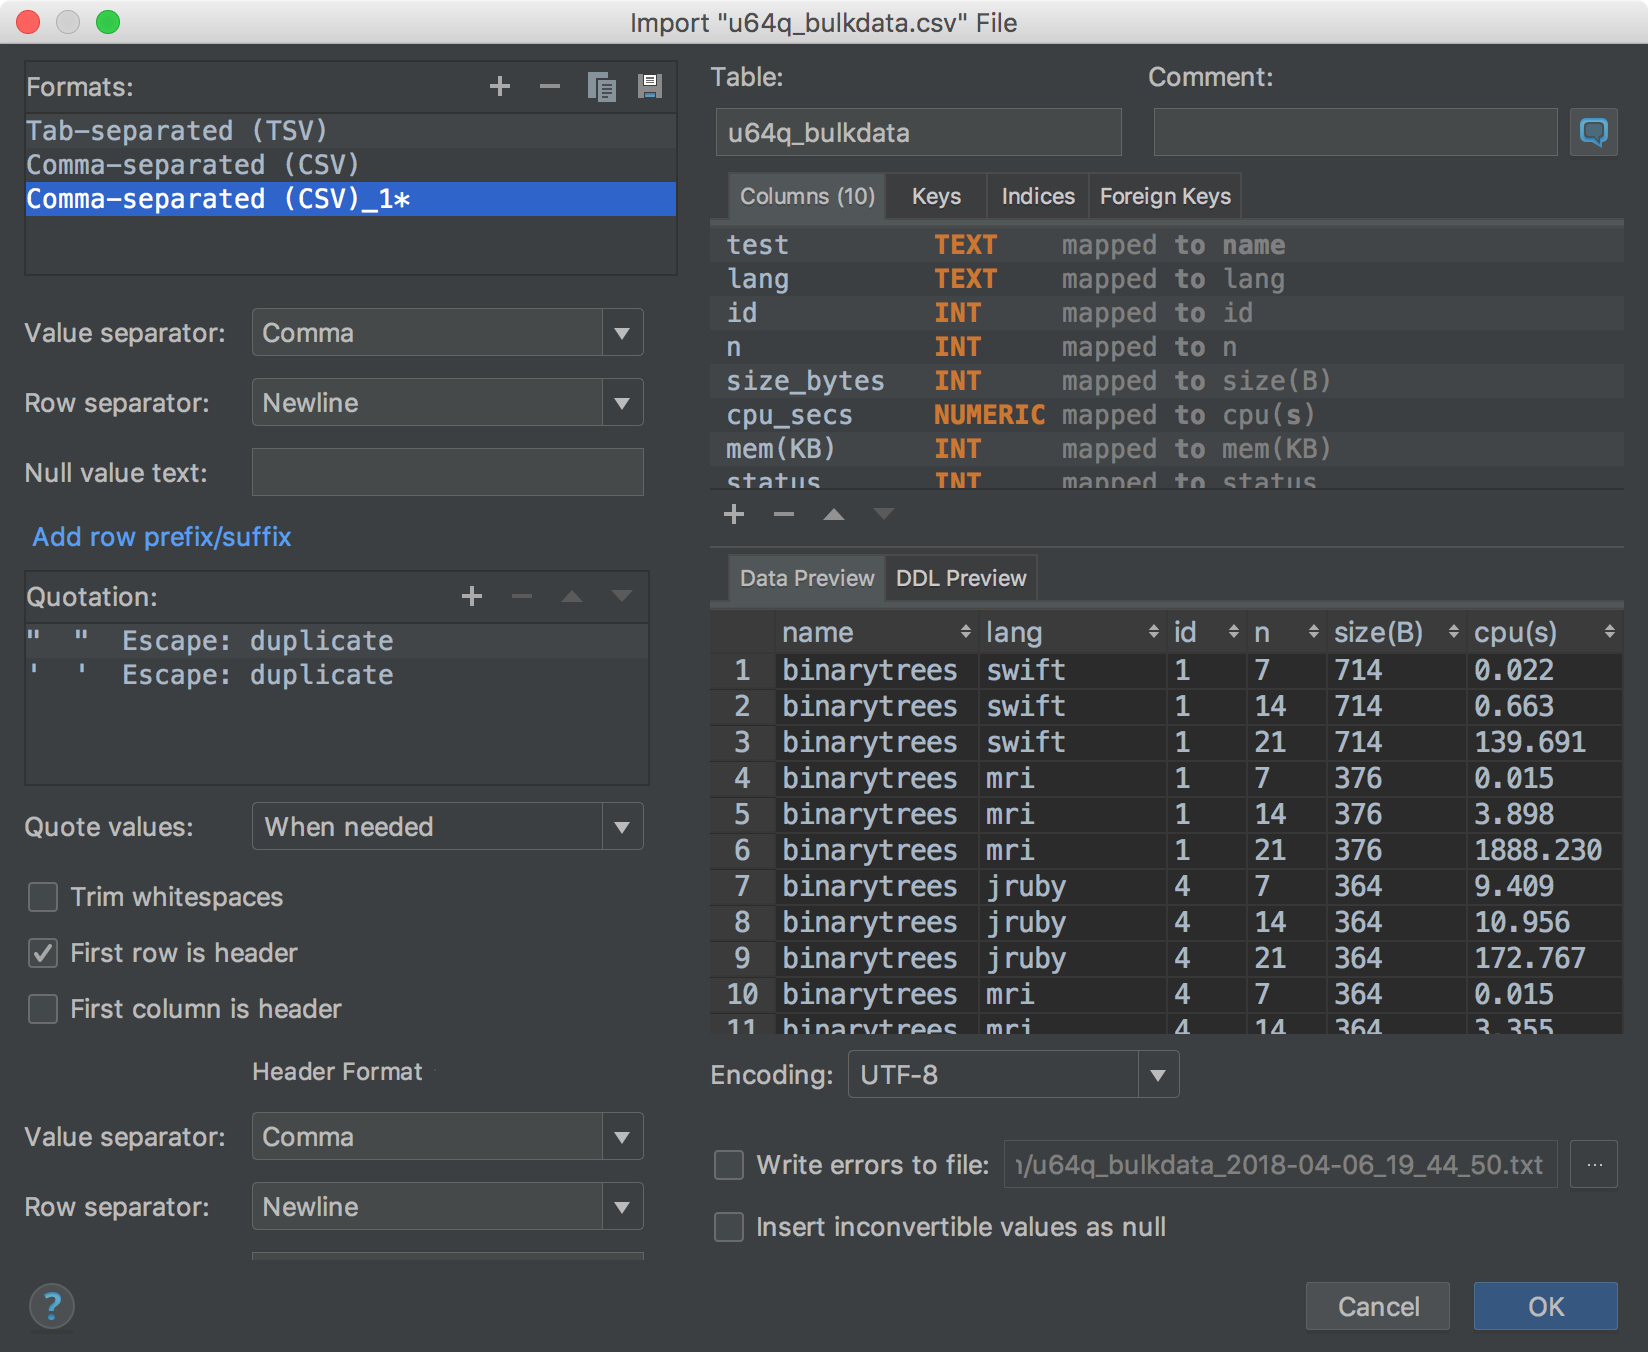 Import "u64q_bulkdata.csv" File
Formats:
Tab-separated (TSV)
Comma-separated (CSV)
Comma-separated (CSV)_1*
Value separator: Comma
Row separator: Newline
Null value text:
Add row prefix/suffix
Quotation:
" " Escape: duplicate
' ' Escape: duplicate
Quote values: When needed
Trim whitespaces
First row is header
First column is header
Header Format
Value separator: Comma
Row separator: Newline
?
Table: Comment:
u64q_bulkdata
Columns (10) Keys Indices Foreign Keys
test TEXT mapped to name
lang TEXT mapped to lang
id INT mapped to id
n INT mapped to n
size_bytes INT mapped to size(B)
cpu_secs NUMERIC mapped to cpu(s)
mem(KB) INT mapped to mem(KB)
status INT mapped to status
Data Preview DDL Preview
name lang id n size(B) cpu(s)
1 binarytrees swift 1 7 714 0.022
2 binarytrees swift 1 14 714 0.663
3 binarytrees swift 1 21 714 139.691
4 binarytrees mri 1 7 376 0.015
5 binarytrees mri 1 14 376 3.898
6 binarytrees mri 1 21 376 1888.230
7 binarytrees jruby 4 7 364 9.409
8 binarytrees jruby 4 14 364 10.956
9 binarytrees jruby 4 21 364 172.767
10 binarytrees mri 4 7 364 0.015
11 binarytrees mri 4 14 364 3.355
Encoding: UTF-8
Write errors to file: /u64q_bulkdata_2018-04-06_19_44_50.txt ...
Insert inconvertible values as null
Cancel OK